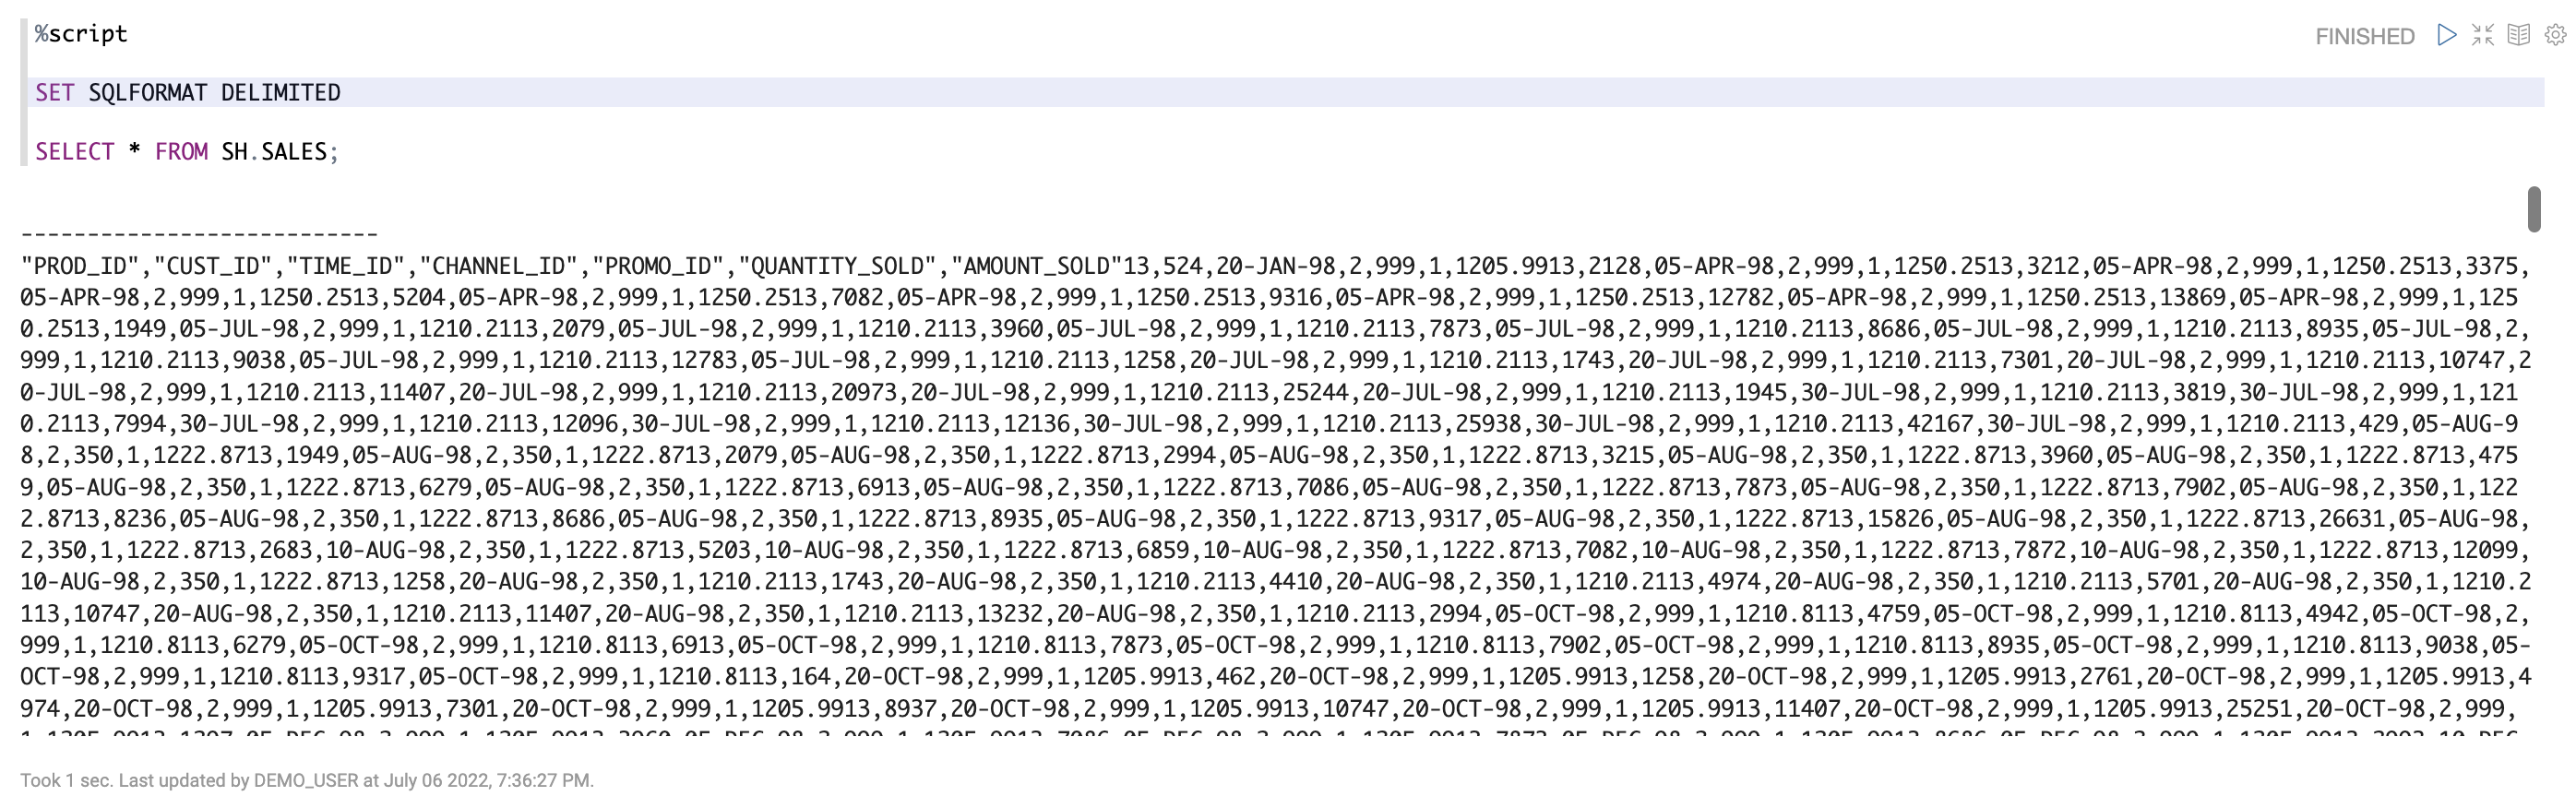 %script
FINISHED
SET SQLFORMAT DELIMITED
SELECT * FROM SH.SALES;
---------------------------
"PROD_ID","CUST_ID","TIME_ID","CHANNEL_ID","PROMO_ID","QUANTITY_SOLD","AMOUNT_SOLD"13,524,20-JAN-98,2,999,1,1205.9913,2128,05-APR-98,2,999,1,1250.2513,3212,05-APR-98,2,999,1,1250.2513,3375,
05-APR-98,2,999,1,1250.2513,5204,05-APR-98,2,999,1,1250.2513,7082,05-APR-98,2,999,1,1250.2513,9316,05-APR-98,2,999,1,1250.2513,12782,05-APR-98,2,999,1,1250.2513,13869,05-APR-98,2,999,1,125
0.2513,1949,05-JUL-98,2,999,1,1210.2113,2079,05-JUL-98,2,999,1,1210.2113,3960,05-JUL-98,2,999,1,1210.2113,7873,05-JUL-98,2,999,1,1210.2113,8686,05-JUL-98,2,999,1,1210.2113,8935,05-JUL-98,2,
999,1,1210.2113,9038,05-JUL-98,2,999,1,1210.2113,12783,05-JUL-98,2,999,1,1210.2113,1258,20-JUL-98,2,999,1,1210.2113,1743,20-JUL-98,2,999,1,1210.2113,7301,20-JUL-98,2,999,1,1210.2113,10747,2
0-JUL-98,2,999,1,1210.2113,11407,20-JUL-98,2,999,1,1210.2113,20973,20-JUL-98,2,999,1,1210.2113,25244,20-JUL-98,2,999,1,1210.2113,1945,30-JUL-98,2,999,1,1210.2113,3819,30-JUL-98,2,999,1,121
0.2113,7994,30-JUL-98,2,999,1,1210.2113,12096,30-JUL-98,2,999,1,1210.2113,12136,30-JUL-98,2,999,1,1210.2113,25938,30-JUL-98,2,999,1,1210.2113,42167,30-JUL-98,2,999,1,1210.2113,429,05-AUG-9
8,2,350,1,1222.8713,1949,05-AUG-98,2,350,1,1222.8713,2079,05-AUG-98,2,350,1,1222.8713,2994,05-AUG-98,2,350,1,1222.8713,3215,05-AUG-98,2,350,1,1222.8713,3960,05-AUG-98,2,350,1,1222.8713,475
9,05-AUG-98,2,350,1,1222.8713,6279,05-AUG-98,2,350,1,1222.8713,6913,05-AUG-98,2,350,1,1222.8713,7086,05-AUG-98,2,350,1,1222.8713,7873,05-AUG-98,2,350,1,1222.8713,7902,05-AUG-98,2,350,1,122
2.8713,8236,05-AUG-98,2,350,1,1222.8713,8686,05-AUG-98,2,350,1,1222.8713,8935,05-AUG-98,2,350,1,1222.8713,9317,05-AUG-98,2,350,1,1222.8713,15826,05-AUG-98,2,350,1,1222.8713,26631,05-AUG-98,
2,350,1,1222.8713,2683,10-AUG-98,2,350,1,1222.8713,5203,10-AUG-98,2,350,1,1222.8713,6859,10-AUG-98,2,350,1,1222.8713,7082,10-AUG-98,2,350,1,1222.8713,7872,10-AUG-98,2,350,1,1222.8713,12099,
10-AUG-98,2,350,1,1222.8713,1258,20-AUG-98,2,350,1,1210.2113,1743,20-AUG-98,2,350,1,1210.2113,4410,20-AUG-98,2,350,1,1210.2113,4974,20-AUG-98,2,350,1,1210.2113,5701,20-AUG-98,2,350,1,1210.2
113,10747,20-AUG-98,2,350,1,1210.2113,11407,20-AUG-98,2,350,1,1210.2113,13232,20-AUG-98,2,350,1,1210.2113,2994,05-OCT-98,2,999,1,1210.8113,4759,05-OCT-98,2,999,1,1210.8113,4942,05-OCT-98,2,
999,1,1210.8113,6279,05-OCT-98,2,999,1,1210.8113,6913,05-OCT-98,2,999,1,1210.8113,7873,05-OCT-98,2,999,1,1210.8113,7902,05-OCT-98,2,999,1,1210.8113,8935,05-OCT-98,2,999,1,1210.8113,9038,05-
OCT-98,2,999,1,1210.8113,9317,05-OCT-98,2,999,1,1210.8113,164,20-OCT-98,2,999,1,1205.9913,462,20-OCT-98,2,999,1,1205.9913,1258,20-OCT-98,2,999,1,1205.9913,2761,20-OCT-98,2,999,1,1205.9913,4
974,20-OCT-98,2,999,1,1205.9913,7301,20-OCT-98,2,999,1,1205.9913,8937,20-OCT-98,2,999,1,1205.9913,10747,20-OCT-98,2,999,1,1205.9913,11407,20-OCT-98,2,999,1,1205.9913,25251,20-OCT-98,2,999,
Took 1 sec. Last updated by DEMO_USER at July 06 2022, 7:36:27 PM.